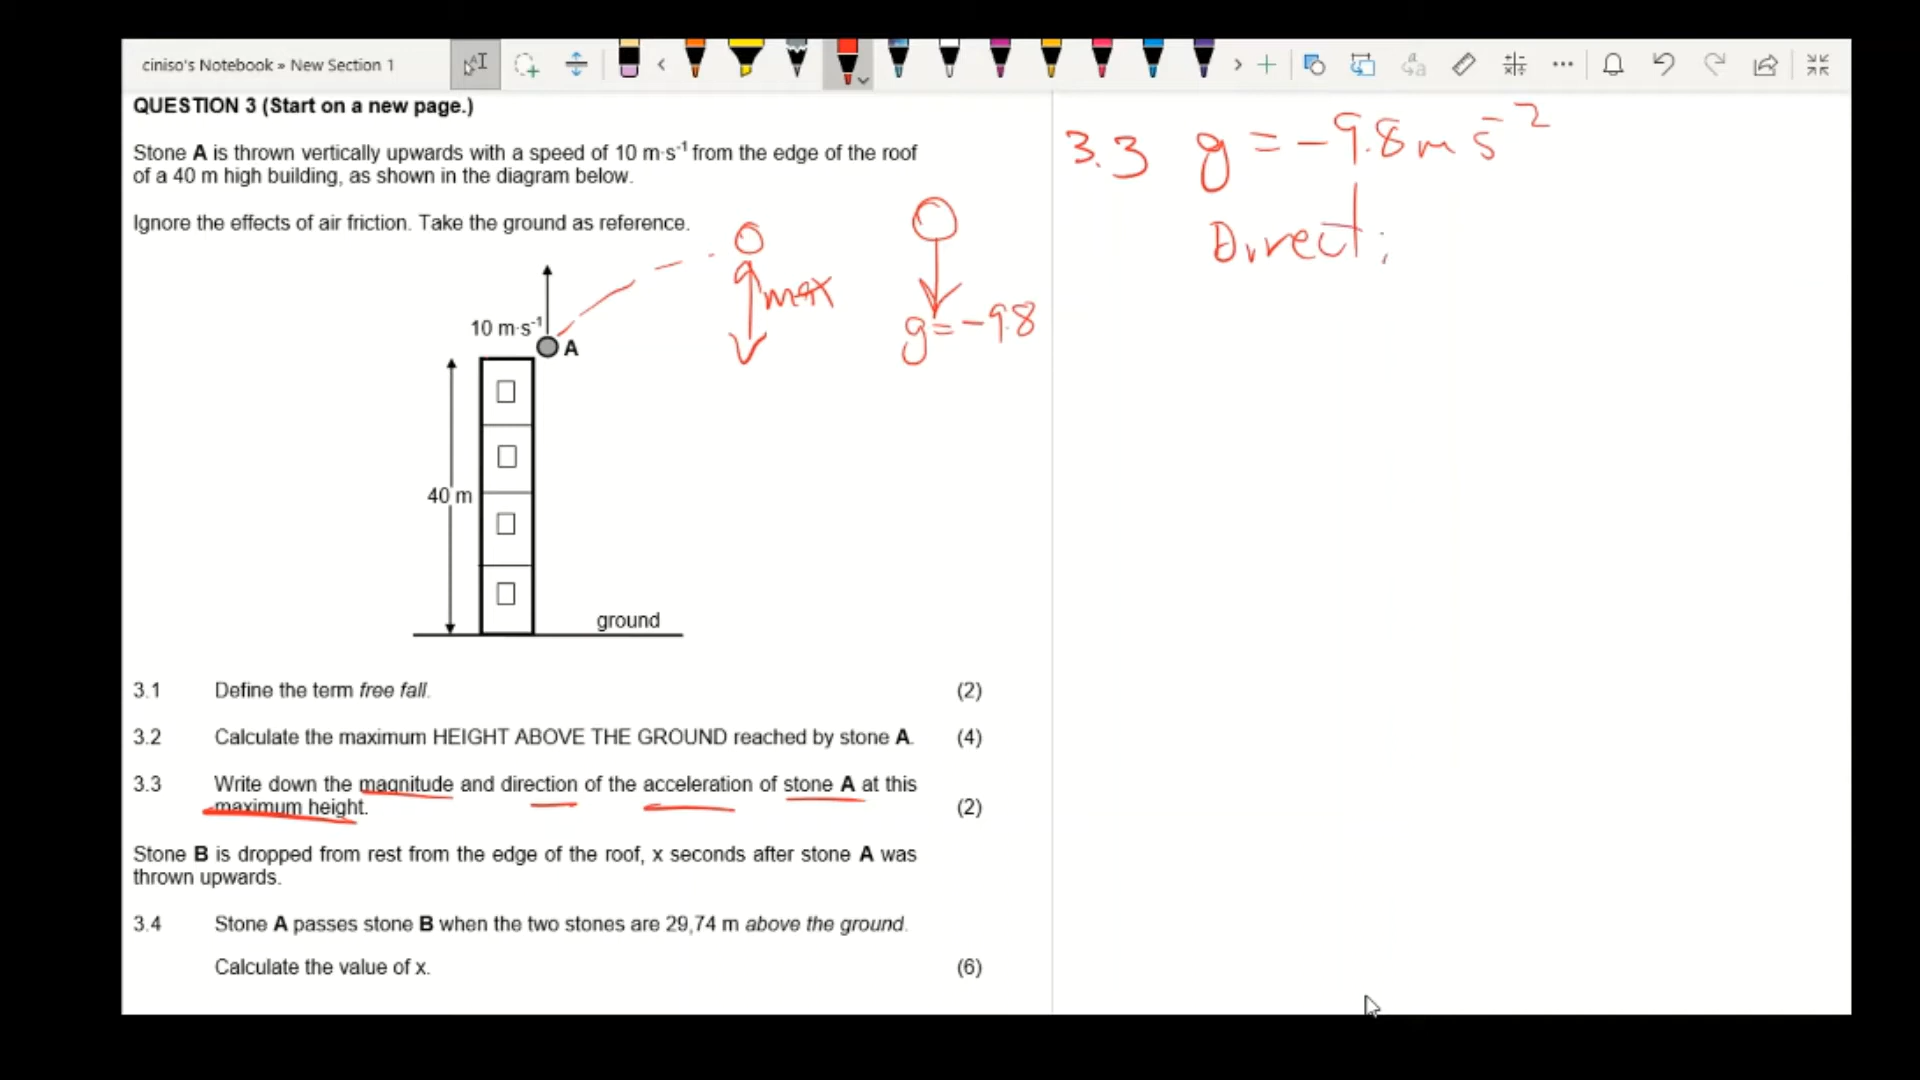 ciniso's Notebook » New Section 1
QUESTION 3 (Start on a new page.)
Stone A is thrown vertically upwards with a speed of 10 m·s⁻¹ from the edge of the roof
of a 40 m high building, as shown in the diagram below.
Ignore the effects of air friction. Take the ground as reference.
10 m·s⁻¹
A
40 m
ground
max
g=-9.8
3.1 Define the term free fall. (2)
3.2 Calculate the maximum HEIGHT ABOVE THE GROUND reached by stone A. (4)
3.3 Write down the magnitude and direction of the acceleration of stone A at this
maximum height. (2)
Stone B is dropped from rest from the edge of the roof, x seconds after stone A was
thrown upwards.
3.4 Stone A passes stone B when the two stones are 29,74 m above the ground.
Calculate the value of x. (6)
3.3 g = -9.8 m s⁻²
Direct :